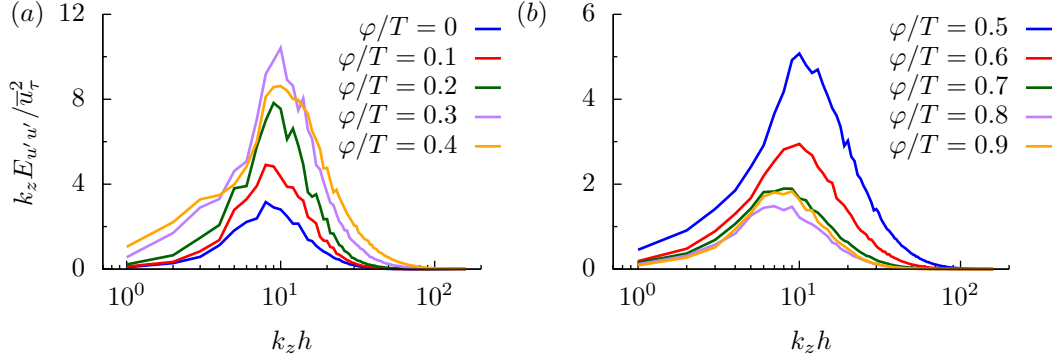 (a)
12
8
4
0
k_z E_{u'u'}/\overline{u}_τ^2
φ/T = 0
φ/T = 0.1
φ/T = 0.2
φ/T = 0.3
φ/T = 0.4
10^0 10^1 10^2
k_z h
(b)
6
4
2
0
φ/T = 0.5
φ/T = 0.6
φ/T = 0.7
φ/T = 0.8
φ/T = 0.9
10^0 10^1 10^2
k_z h